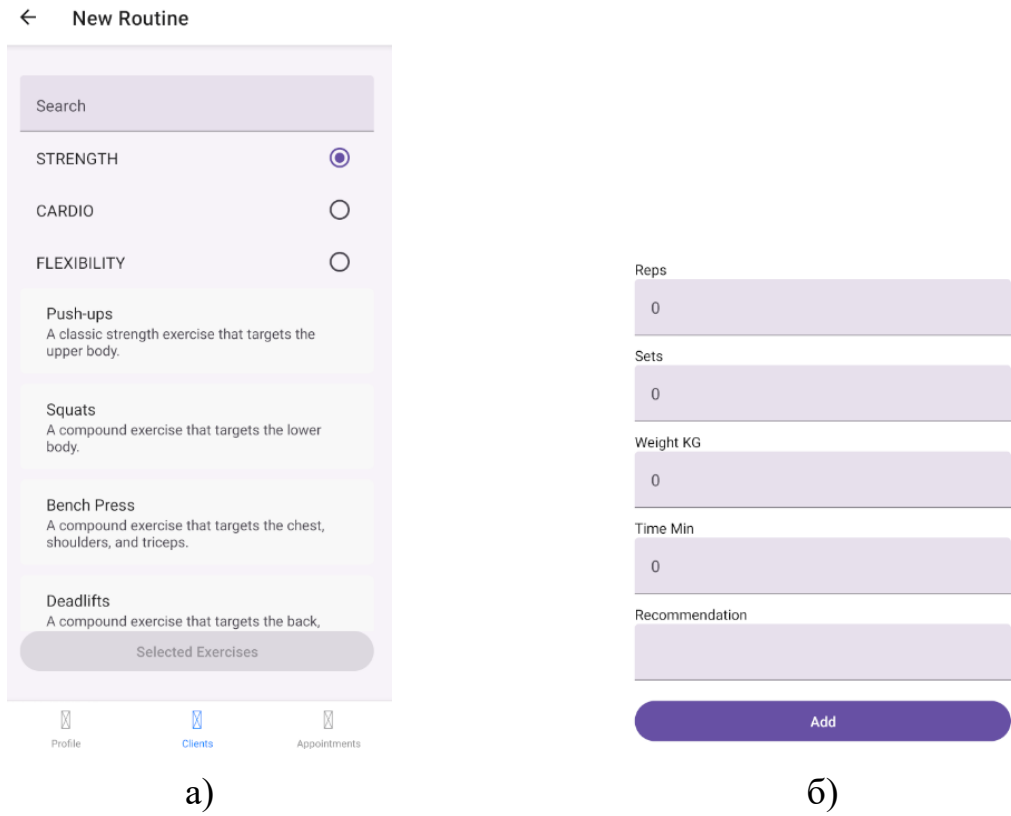 New Routine
Search
STRENGTH
CARDIO
FLEXIBILITY
Push-ups
A classic strength exercise that targets the
upper body.
Squats
A compound exercise that targets the lower
body.
Bench Press
A compound exercise that targets the chest,
shoulders, and triceps.
Deadlifts
A compound exercise that targets the back,
Selected Exercises
Profile
Clients
Appointments
а)
Reps
0
Sets
0
Weight KG
0
Time Min
0
Recommendation
Add
б)